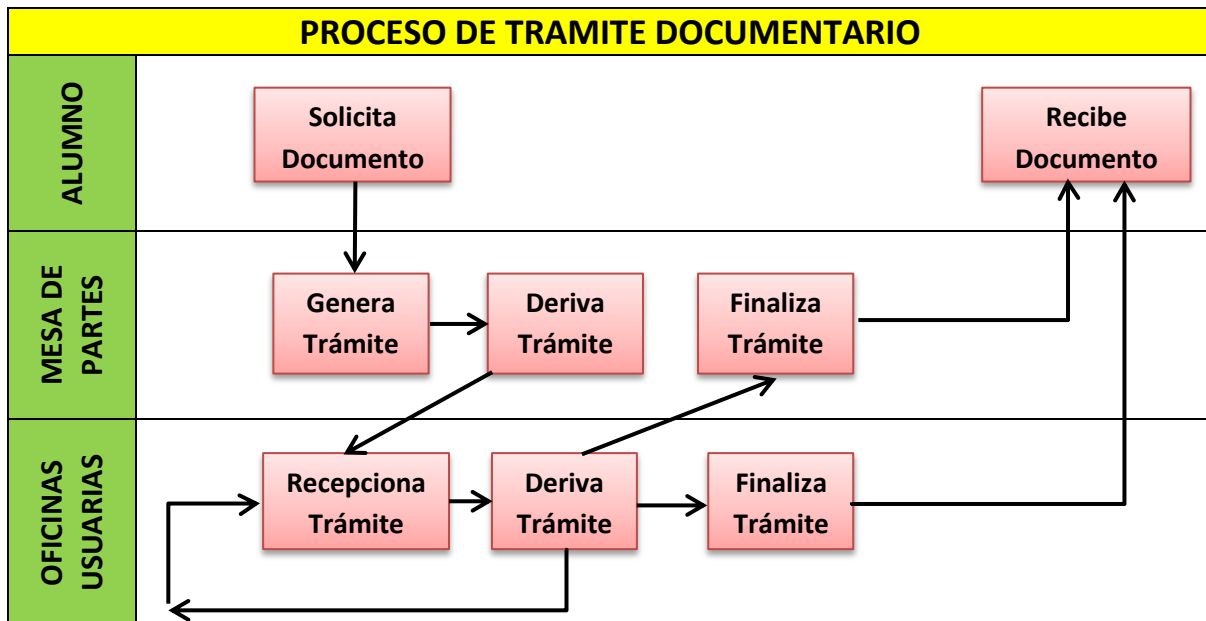 PROCESO DE TRAMITE DOCUMENTARIO
ALUMNO
Solicita
Documento
Recibe
Documento
MESA DE
PARTES
Genera
Trámite
Deriva
Trámite
Finaliza
Trámite
OFICINAS
USUARIAS
Recepciona
Trámite
Deriva
Trámite
Finaliza
Trámite